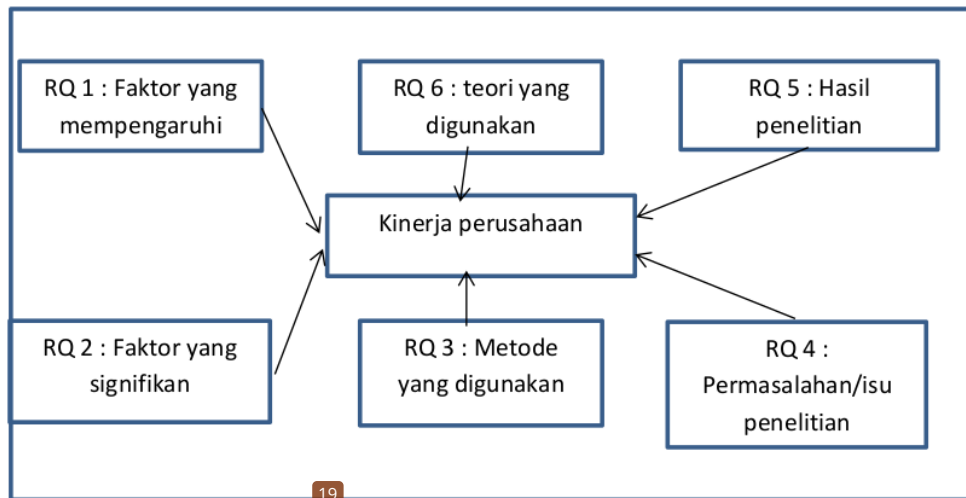 RQ 1 : Faktor yang
mempengaruhi
RQ 6 : teori yang
digunakan
RQ 5 : Hasil
penelitian
Kinerja perusahaan
RQ 2 : Faktor yang
signifikan
RQ 3 : Metode
yang digunakan
RQ 4 :
Permasalahan/isu
penelitian
19